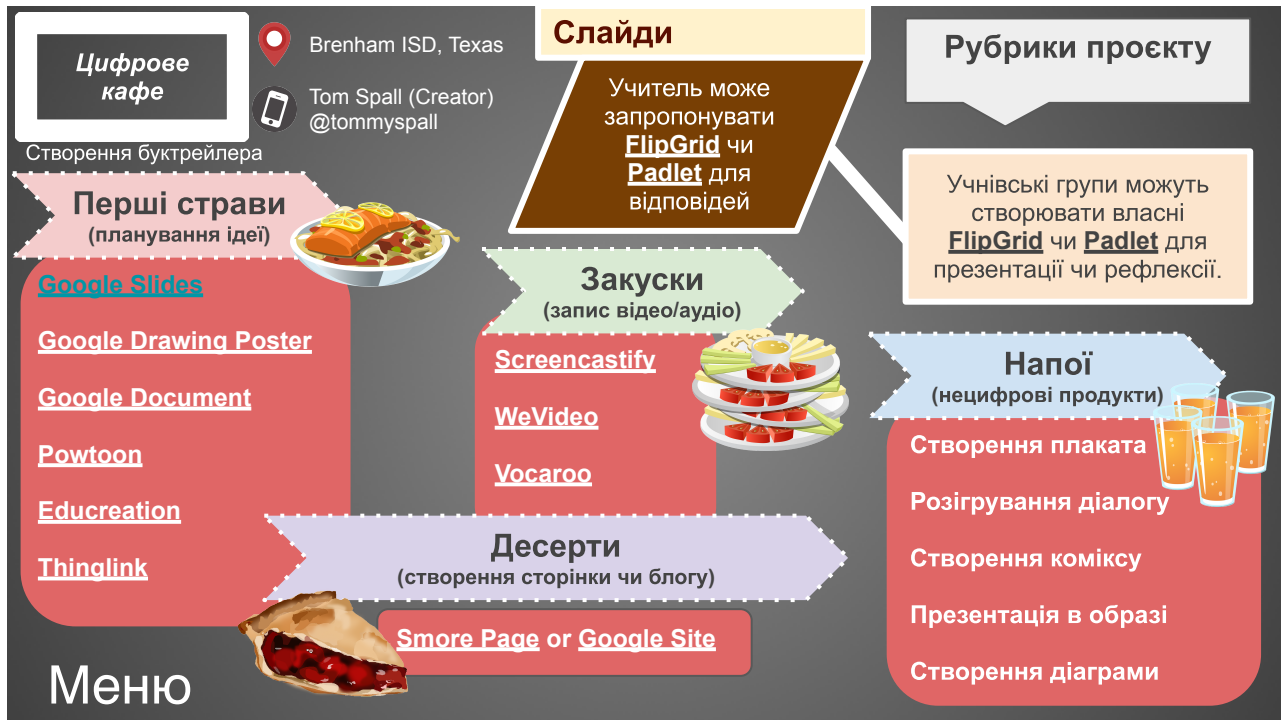 Цифрове
кафе
Створення буктрейлера
Brenham ISD, Texas
Tom Spall (Creator)
@tommyspall
Слайди
Учитель може
запропонувати
FlipGrid чи
Padlet для
відповідей
Рубрики проєкту
Учнівські групи можуть
створювати власні
FlipGrid чи Padlet для
презентації чи рефлексії.
Перші страви
(планування ідеї)
Google Slides
Google Drawing Poster
Google Document
Powtoon
Educreation
Thinglink
Закуски
(запис відео/аудіо)
Screencastify
WeVideo
Vocaroo
Напої
(нецифрові продукти)
Створення плаката
Розігрування діалогу
Створення коміксу
Презентація в образі
Створення діаграми
Десерти
(створення сторінки чи блогу)
Smore Page or Google Site
Меню